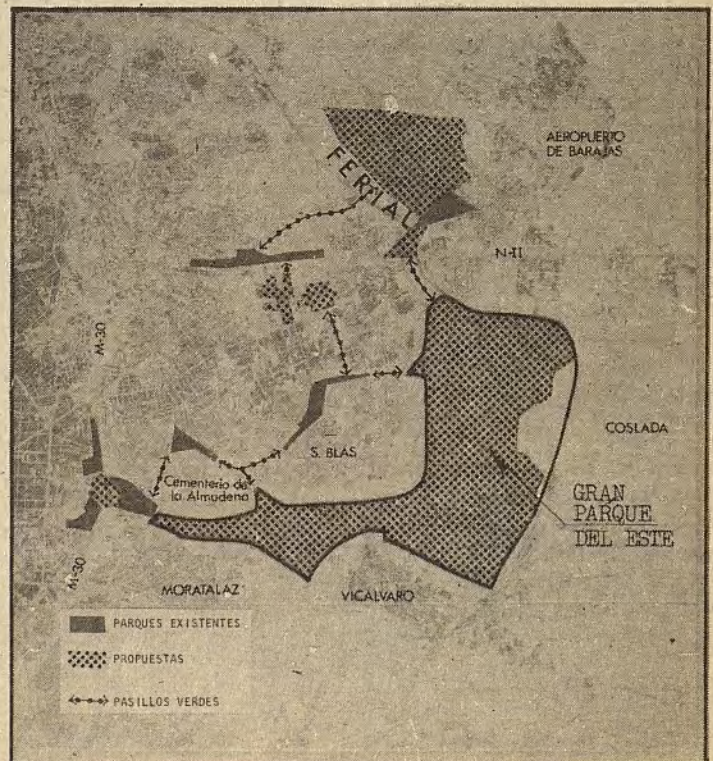 AEROPUERTO
DE BARAJAS
FERIAL
N-II
M-30
COSLADA
S. BLAS
Cementerio de
la Almudena
GRAN
PARQUE
DEL ESTE
M-30
MORATALAZ
VICALVARO
PARQUES EXISTENTES
PROPUESTAS
PASILLOS VERDES